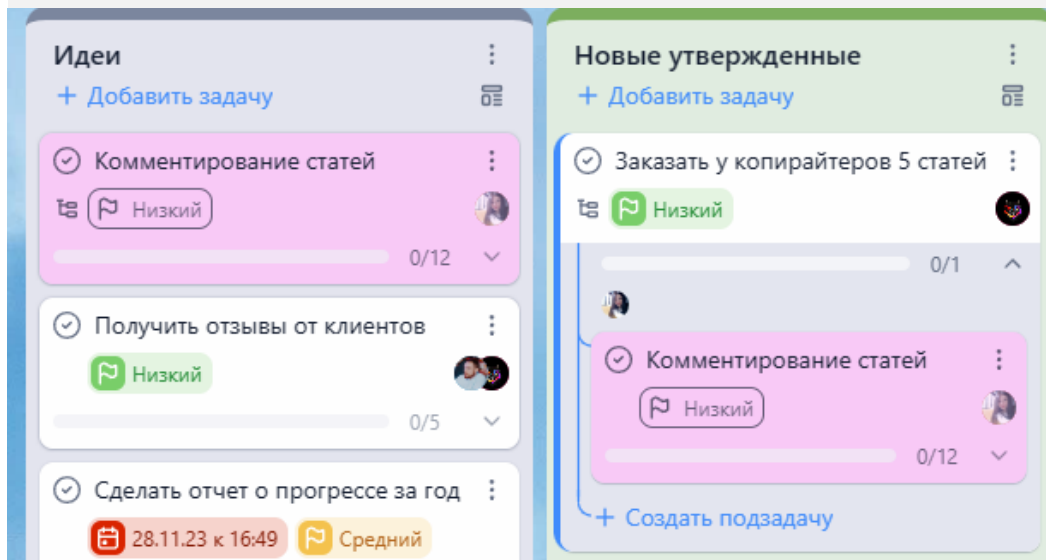 Идеи
+ Добавить задачу
Комментирование статей
Низкий
0/12
Получить отзывы от клиентов
Низкий
0/5
Сделать отчет о прогрессе за год
28.11.23 к 16:49 Средний
Новые утвержденные
+ Добавить задачу
Заказать у копирайтеров 5 статей
Низкий
0/1
Комментирование статей
Низкий
0/12
+ Создать подзадачу